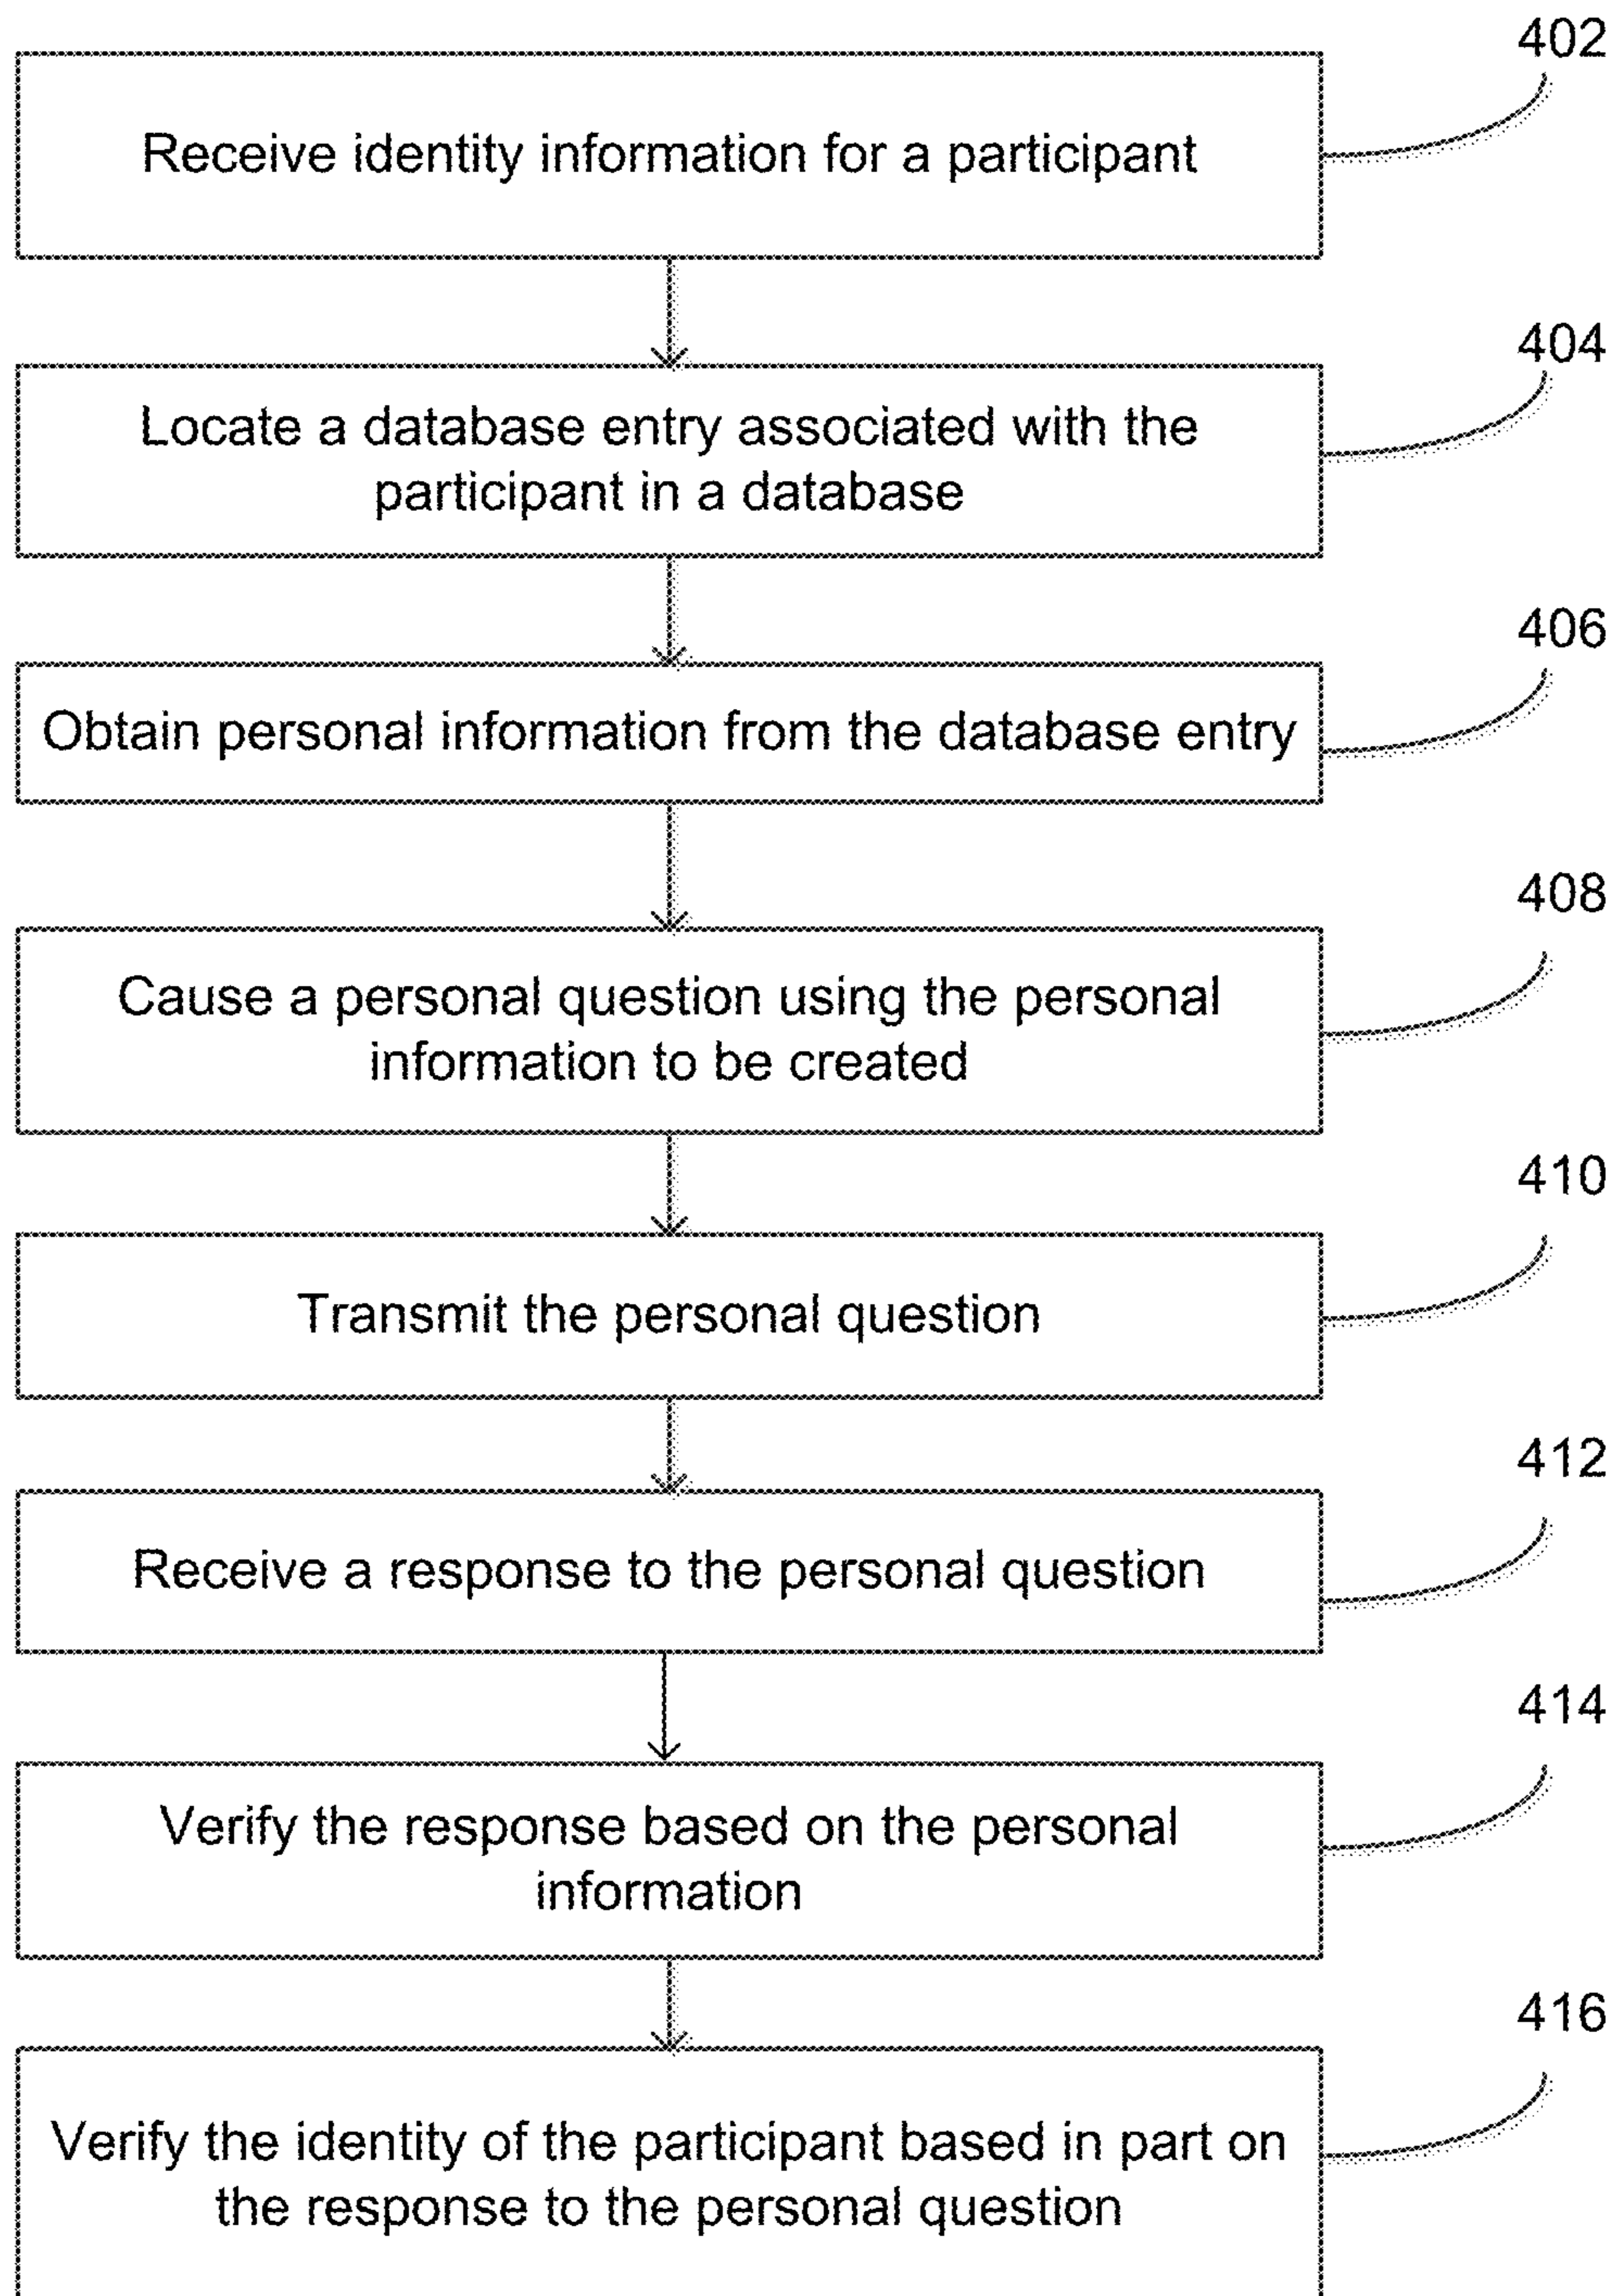 402
Receive identity information for a participant
404
Locate a database entry associated with the
participant in a database
406
Obtain personal information from the database entry
408
Cause a personal question using the personal
information to be created
410
Transmit the personal question
412
Receive a response to the personal question
414
Verify the response based on the personal
information
416
Verify the identity of the participant based in part on
the response to the personal question